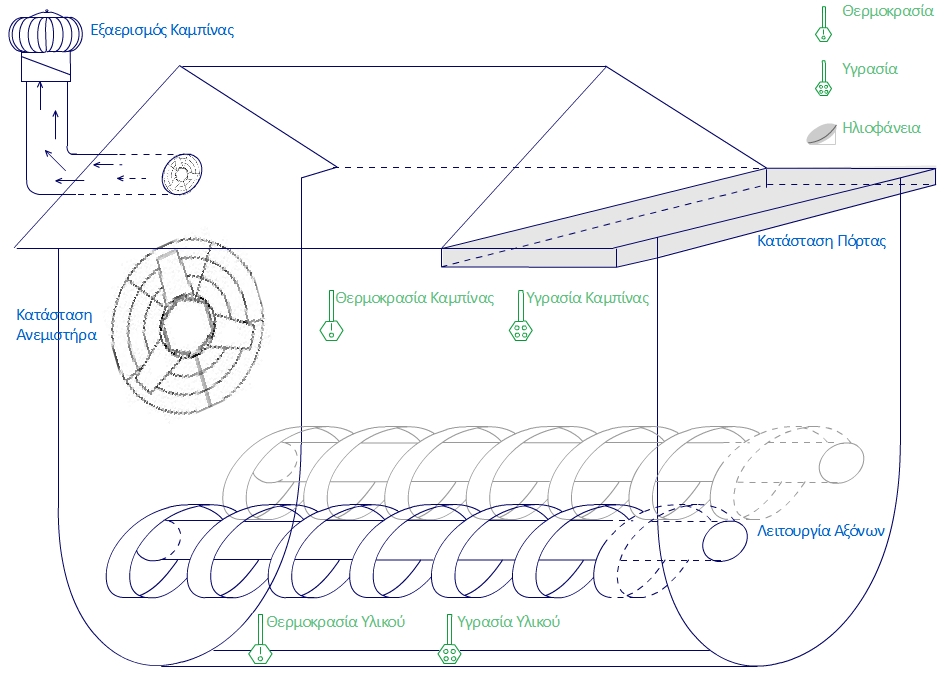 Θερμοκρασία
Εξαερισμός Καμπίνας
Υγρασία
Ηλιοφάνεια
Κατάσταση Πόρτας
Θερμοκρασία Καμπίνας
Υγρασία Καμπίνας
Κατάσταση
Ανεμιστήρα
Λειτουργία Αξόνων
Θερμοκρασία Υλικού
Υγρασία Υλικού